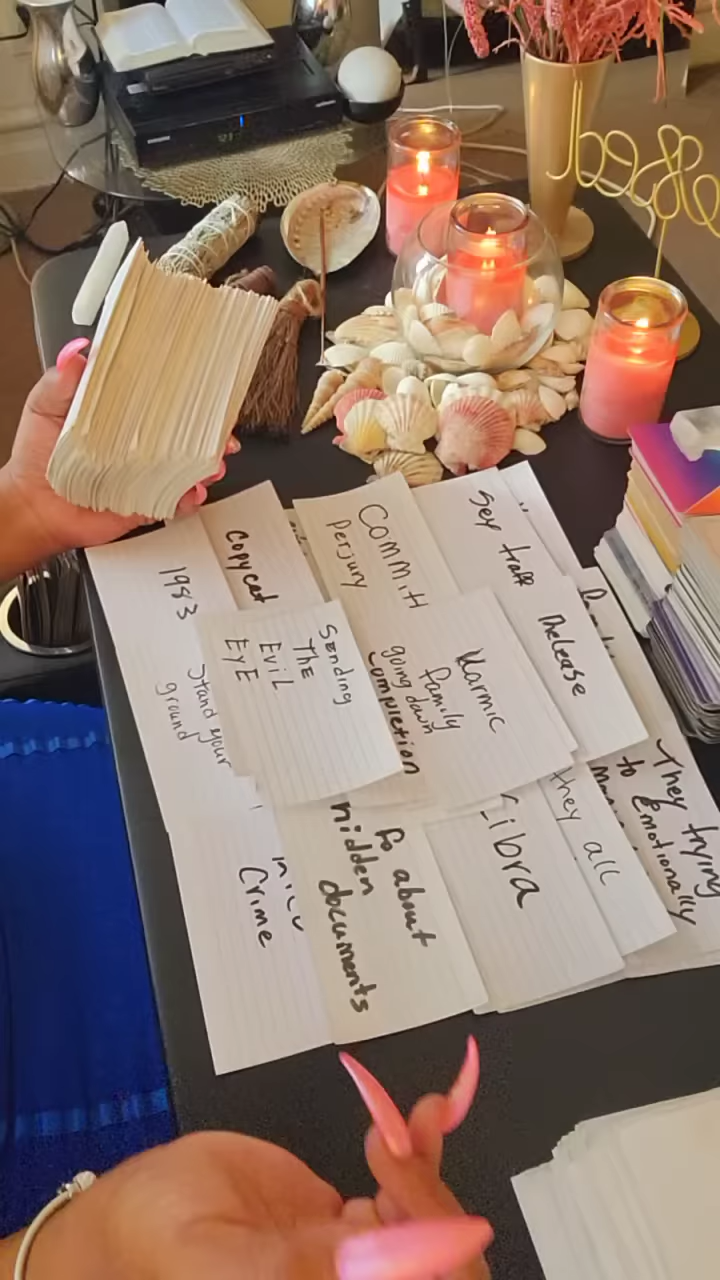 Copycat
1983
Stand your
ground
Sending
The
Evil
EyE
Commit
Perjury
Sex trap
Release
Karmic
family
going down
Completion
They trying
to Emotionally
they all
Libra
about
hidden
documents
Crime